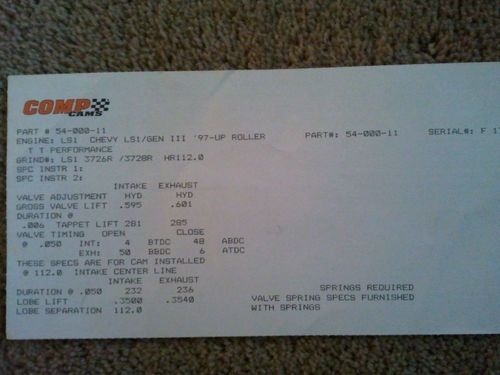 COMP
CAMS
PART # 54-000-11
ENGINE: LS1 CHEVY LS1/GEN III '97-UP ROLLER PART#: 54-000-11 SERIAL#: F 1
T T PERFORMANCE
GRIND#: LS1 3726R /3728R HR112.0
SPC INSTR 1:
SPC INSTR 2:
INTAKE EXHAUST
VALVE ADJUSTMENT HYD HYD
GROSS VALVE LIFT .595 .601
DURATION @
.006 TAPPET LIFT 281 285
VALVE TIMING OPEN CLOSE
@ .050 INT: 4 BTDC 48 ABDC
EXH: 50 BBDC 6 ATDC
THESE SPECS ARE FOR CAM INSTALLED
@ 112.0 INTAKE CENTER LINE
INTAKE EXHAUST
DURATION @ .050 232 236
LOBE LIFT .3500 .3540
LOBE SEPARATION 112.0
SPRINGS REQUIRED
VALVE SPRING SPECS FURNISHED
WITH SPRINGS